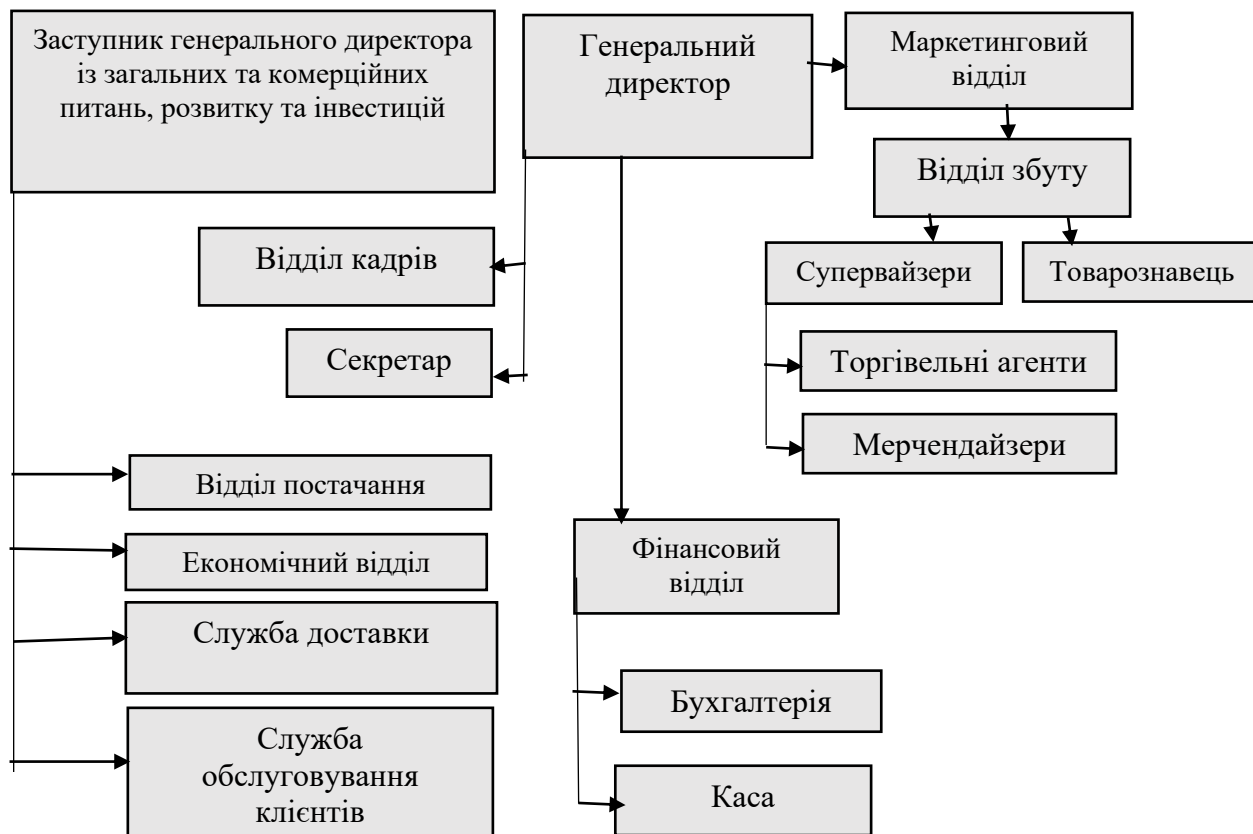 Заступник генерального директора
із загальних та комерційних
питань, розвитку та інвестицій
Генеральний
директор
Маркетинговий
відділ
Відділ збуту
Відділ кадрів
Супервайзери
Товарознавець
Секретар
Торгівельні агенти
Мерчендайзери
Відділ постачання
Економічний відділ
Фінансовий
відділ
Служба доставки
Бухгалтерія
Служба
обслуговування
клієнтів
Каса